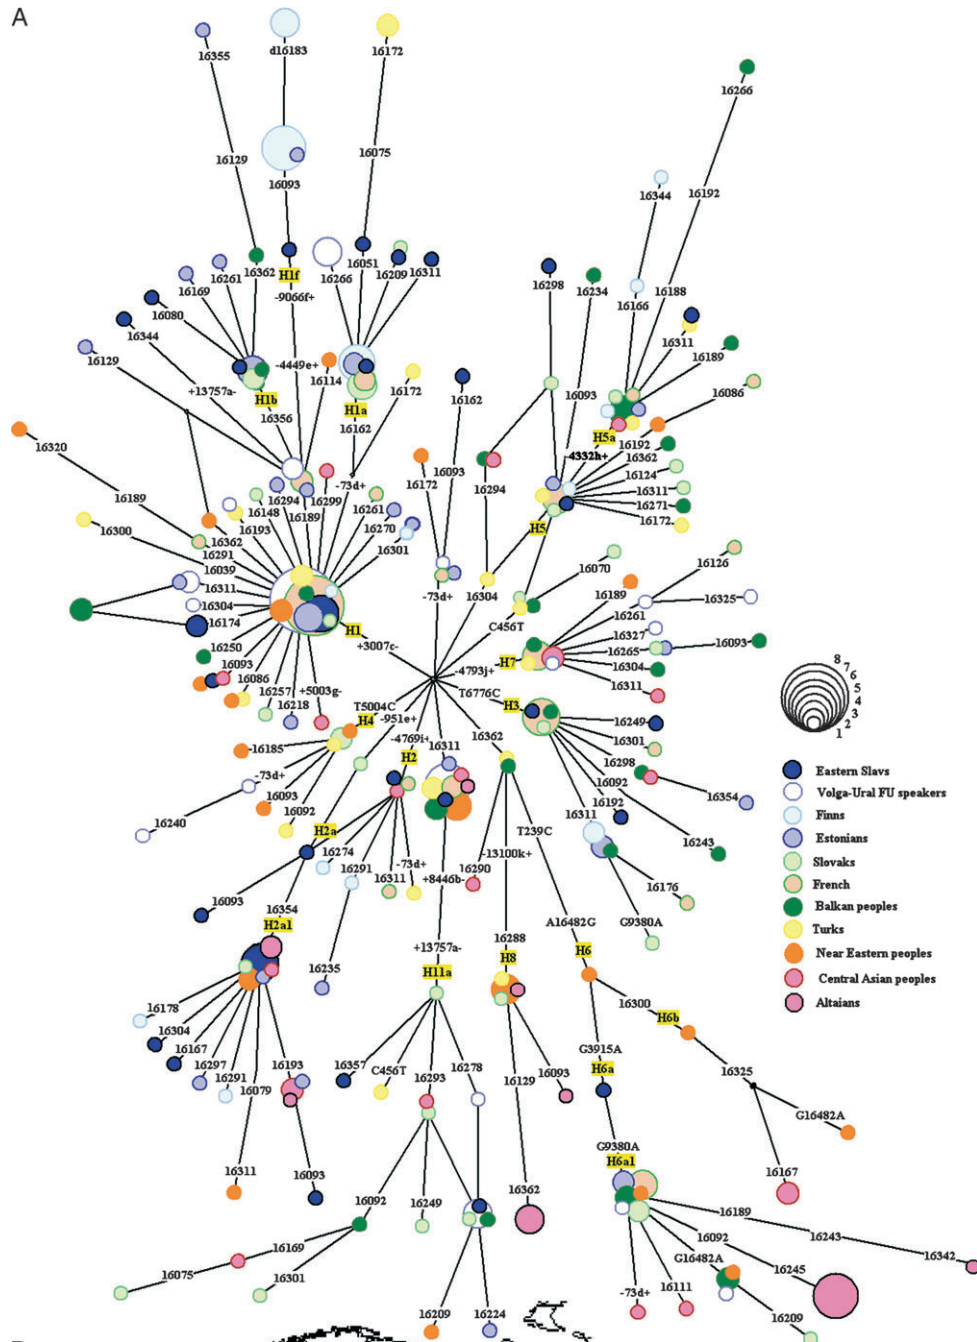 A
16355
d16183
16172
16266
16129
16075
16344
16192
16093
16188
16051
16209
16311
16266
16362
H1f
16261
16169
-9066f+
16080
16344
16129
+13757a-
-4449e+
16114
H1b
16356
H1a
16162
16172
16162
16298
16234
16166
16311
16189
16086
16093
H5a
16192
-4332h+
16362
16124
16311
16271
16172
16320
16189
16294
16148
16299
-73d+
16189
16261
16270
16301
16172
16093
16294
H5
16300
16193
16362
16291
16039
16311
16304
16174
16250
16093
16086
16257
16218
+5003g-
H1
+3007c-
-73d+
16304
16070
C456T
16189
16126
16261
16325
16327
16265
16093
16304
16311
H7
-4793j+
T6776C
H3
16249
16301
16298
16092
16354
16192
16311
16243
16176
G9380A
8
7
6
5
4
3
2
1
Eastern Slavs
Volga-Ural FU speakers
Finns
Estonians
Slovaks
French
Balkan peoples
Turks
Near Eastern peoples
Central Asian peoples
Altaians
T5004C
H4
-951e+
-4769i+
H2
16311
16362
-16185
-73d+
16093
16092
16240
H2a
16274
16291
16311
-73d+
+8446b-
16290
-13100k+
T239C
16093
16354
H2a1
16235
+13757a-
H11a
16288
H8
A16482G
H6
16300
H6b
16178
16304
16167
16297
16291
16079
16193
16311
16093
16357
C456T
16293
16278
16129
16093
G3915A
H6a
16325
G16482A
G9380A
H6a1
16167
16362
16092
16249
16169
16075
16301
16209
16224
16189
16243
16092
16342
G16482A
16245
-73d+
16111
16209